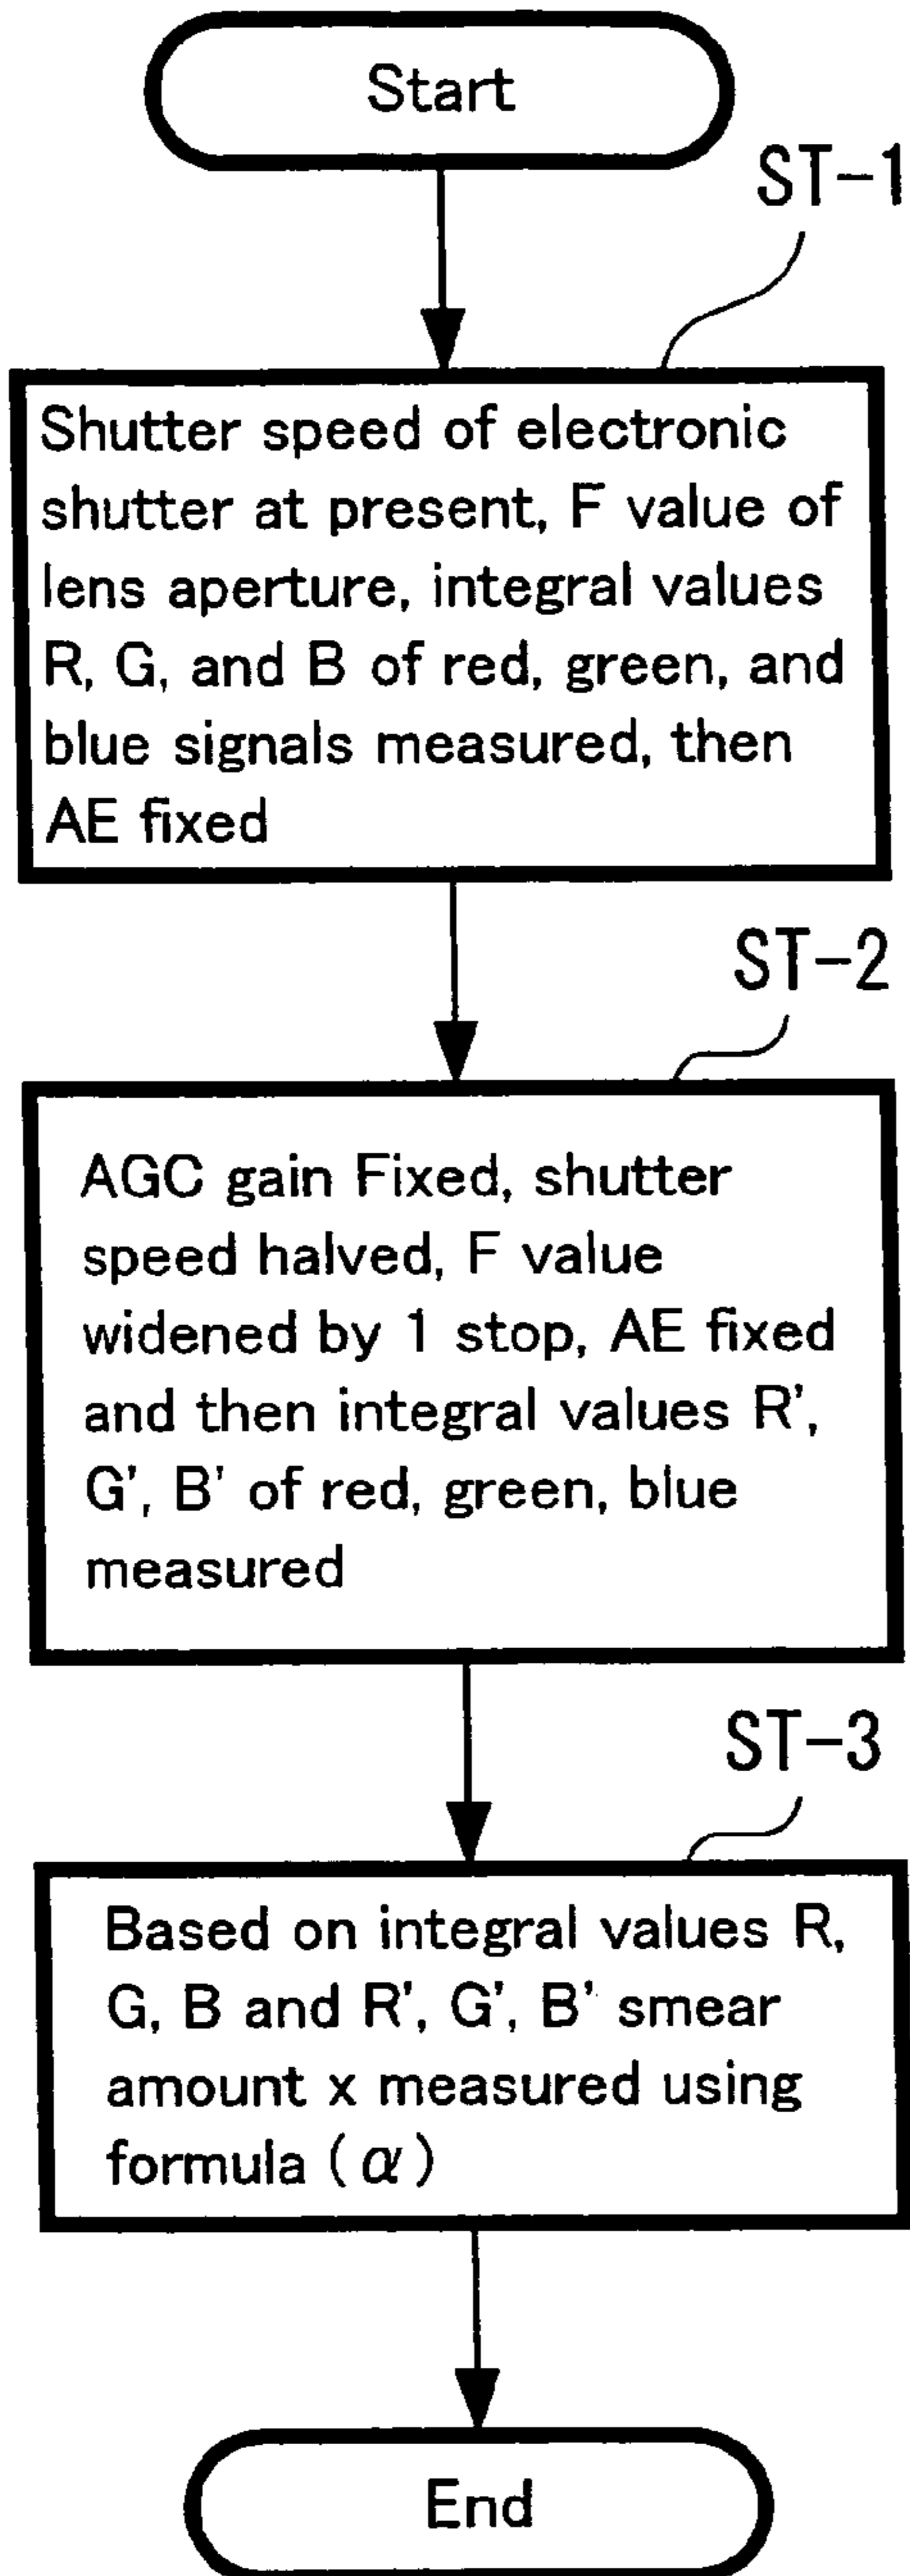 Start
ST-1
Shutter speed of electronic
shutter at present, F value of
lens aperture, integral values
R, G, and B of red, green, and
blue signals measured, then
AE fixed
ST-2
AGC gain Fixed, shutter
speed halved, F value
widened by 1 stop, AE fixed
and then integral values R',
G', B' of red, green, blue
measured
ST-3
Based on integral values R,
G, B and R', G', B' smear
amount x measured using
formula (α)
End